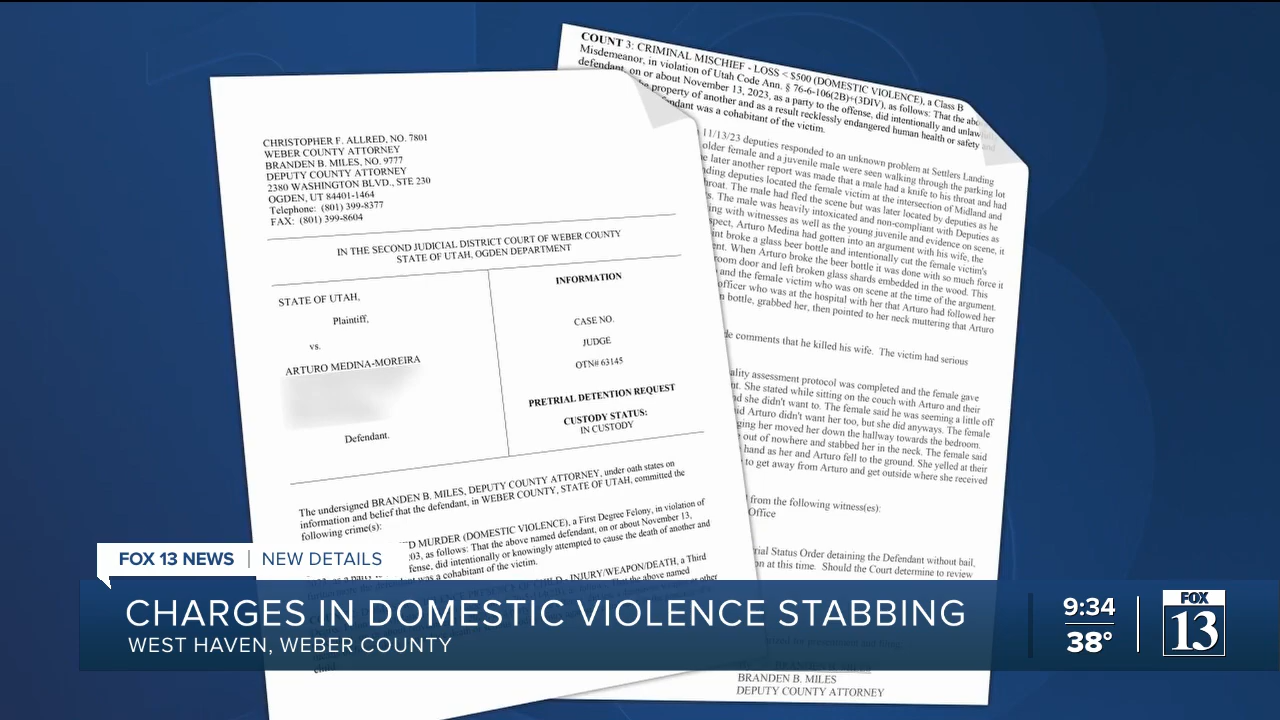 CHRISTOPHER F. ALLRED, NO. 7801
WEBER COUNTY ATTORNEY
BRANDEN B. MILES, NO. 9777
DEPUTY COUNTY ATTORNEY
2380 WASHINGTON BLVD., STE 230
OGDEN, UT 84401-1464
Telephone: (801) 399-8377
FAX: (801) 399-8604
IN THE SECOND JUDICIAL DISTRICT COURT OF WEBER COUNTY
STATE OF UTAH, OGDEN DEPARTMENT
STATE OF UTAH,
Plaintiff,
vs.
ARTURO MEDINA-MOREIRA
Defendant.
INFORMATION
CASE NO.
JUDGE
OTN# 63145
PRETRIAL DETENTION REQUEST
CUSTODY STATUS:
IN CUSTODY
The undersigned BRANDEN B. MILES, DEPUTY COUNTY ATTORNEY, under oath states on
information and belief that the defendant, in WEBER COUNTY, STATE OF UTAH, committed the
following crime(s):
MURDER (DOMESTIC VIOLENCE), a First Degree Felony, in violation of
as follows: That the above named defendant, on or about November 13,
did intentionally or knowingly attempted to cause the death of another and
was a cohabitant of the victim.
- INJURY/WEAPON/DEATH, a Third
COUNT 3: CRIMINAL MISCHIEF - LOSS < $500 (DOMESTIC VIOLENCE), a Class B
Misdemeanor, in violation of Utah Code Ann. § 76-6-106(2B)+(3DIV), as follows: That the
defendant, on or about November 13, 2023, as a party to the offense, did intentionally and
property of another and as a result recklessly endangered human health or safety and
was a cohabitant of the victim.
11/13/23 deputies responded to an unknown problem at Settlers Landing
older female and a juvenile male were seen walking through the parking lot
later another report was made that a male had a knife to his throat and had
deputies located the female victim at the intersection of Midland and
The male had fled the scene but was later located by deputies as he
The male was heavily intoxicated and non-compliant with Deputies as
with witnesses as well as the young juvenile and evidence on scene, it
Arturo Medina had gotten into an argument with his wife, the
broke a glass beer bottle and intentionally cut the female victim's
When Arturo broke the beer bottle it was done with so much force it
door and left broken glass shards embedded in the wood. This
and the female victim who was on scene at the time of the argument.
officer who was at the hospital with her that Arturo had followed her
bottle, grabbed her, then pointed to her neck muttering that Arturo
comments that he killed his wife. The victim had serious
assessment protocol was completed and the female gave
She stated while sitting on the couch with Arturo and their
she didn't want to. The female said he was seeming a little off
Arturo didn't want her too, but she did anyways. The female
her moved her down the hallway towards the bedroom.
out of nowhere and stabbed her in the neck. The female said
hand as her and Arturo fell to the ground. She yelled at their
to get away from Arturo and get outside where she received
from the following witness(es):
Office
Status Order detaining the Defendant without bail,
at this time. Should the Court determine to review
BRANDEN B. MILES
DEPUTY COUNTY ATTORNEY
FOX 13 NEWS | NEW DETAILS
CHARGES IN DOMESTIC VIOLENCE STABBING
WEST HAVEN, WEBER COUNTY
9:34
38°
FOX
13